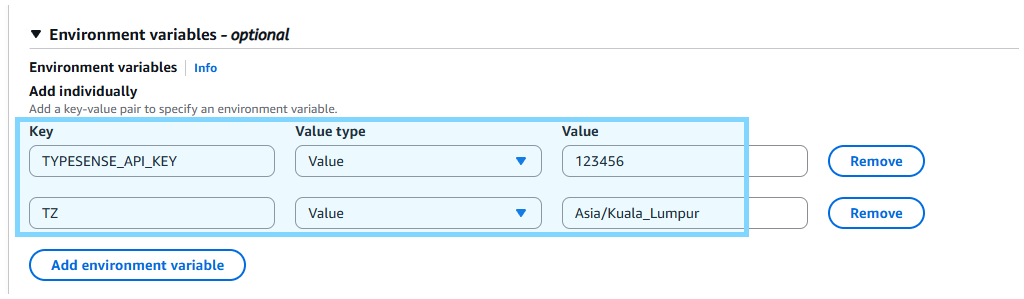 Environment variables - optional
Environment variables Info
Add individually
Add a key-value pair to specify an environment variable.
Key Value type Value
TYPESENSE_API_KEY Value 123456 Remove
TZ Value Asia/Kuala_Lumpur Remove
Add environment variable